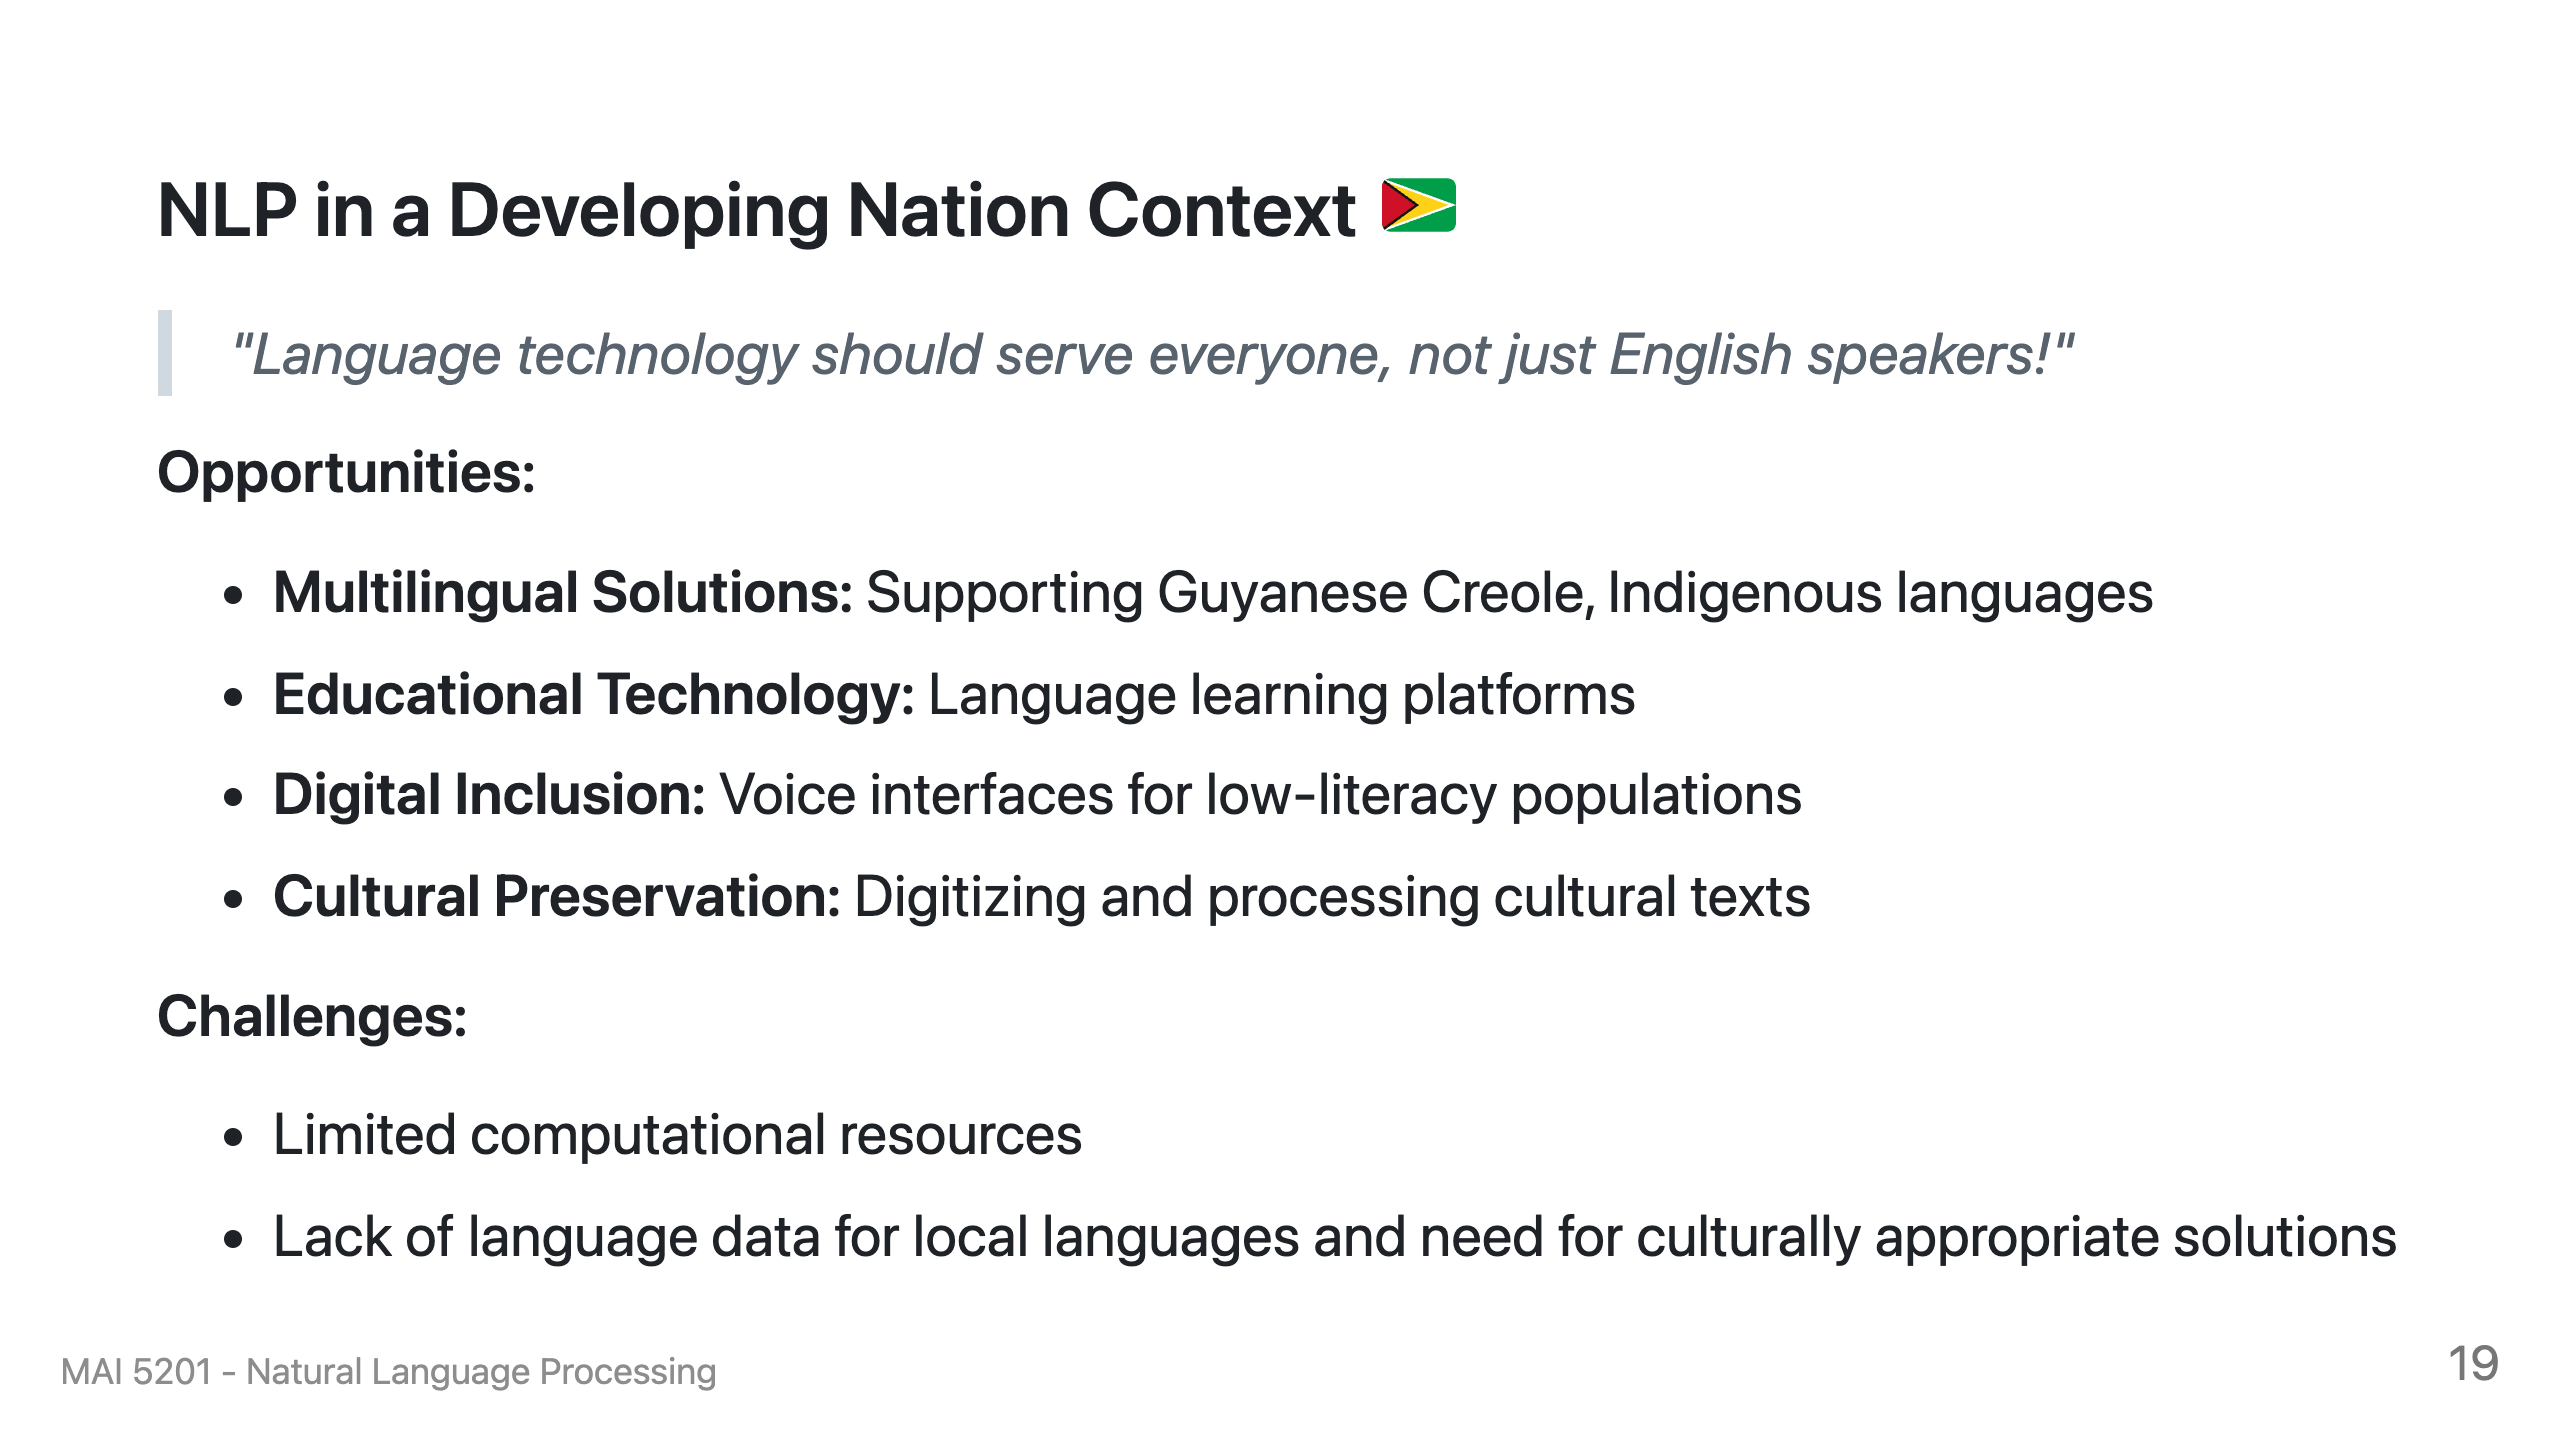 NLP in a Developing Nation Context 🇬🇾
"Language technology should serve everyone, not just English speakers!"
Opportunities:
• Multilingual Solutions: Supporting Guyanese Creole, Indigenous languages
• Educational Technology: Language learning platforms
• Digital Inclusion: Voice interfaces for low-literacy populations
• Cultural Preservation: Digitizing and processing cultural texts
Challenges:
• Limited computational resources
• Lack of language data for local languages and need for culturally appropriate solutions
MAI 5201 - Natural Language Processing
19